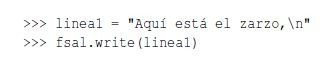 >>> linea1 = "Aquí está el zarzo,\n"
>>> fsal.write(linea1)